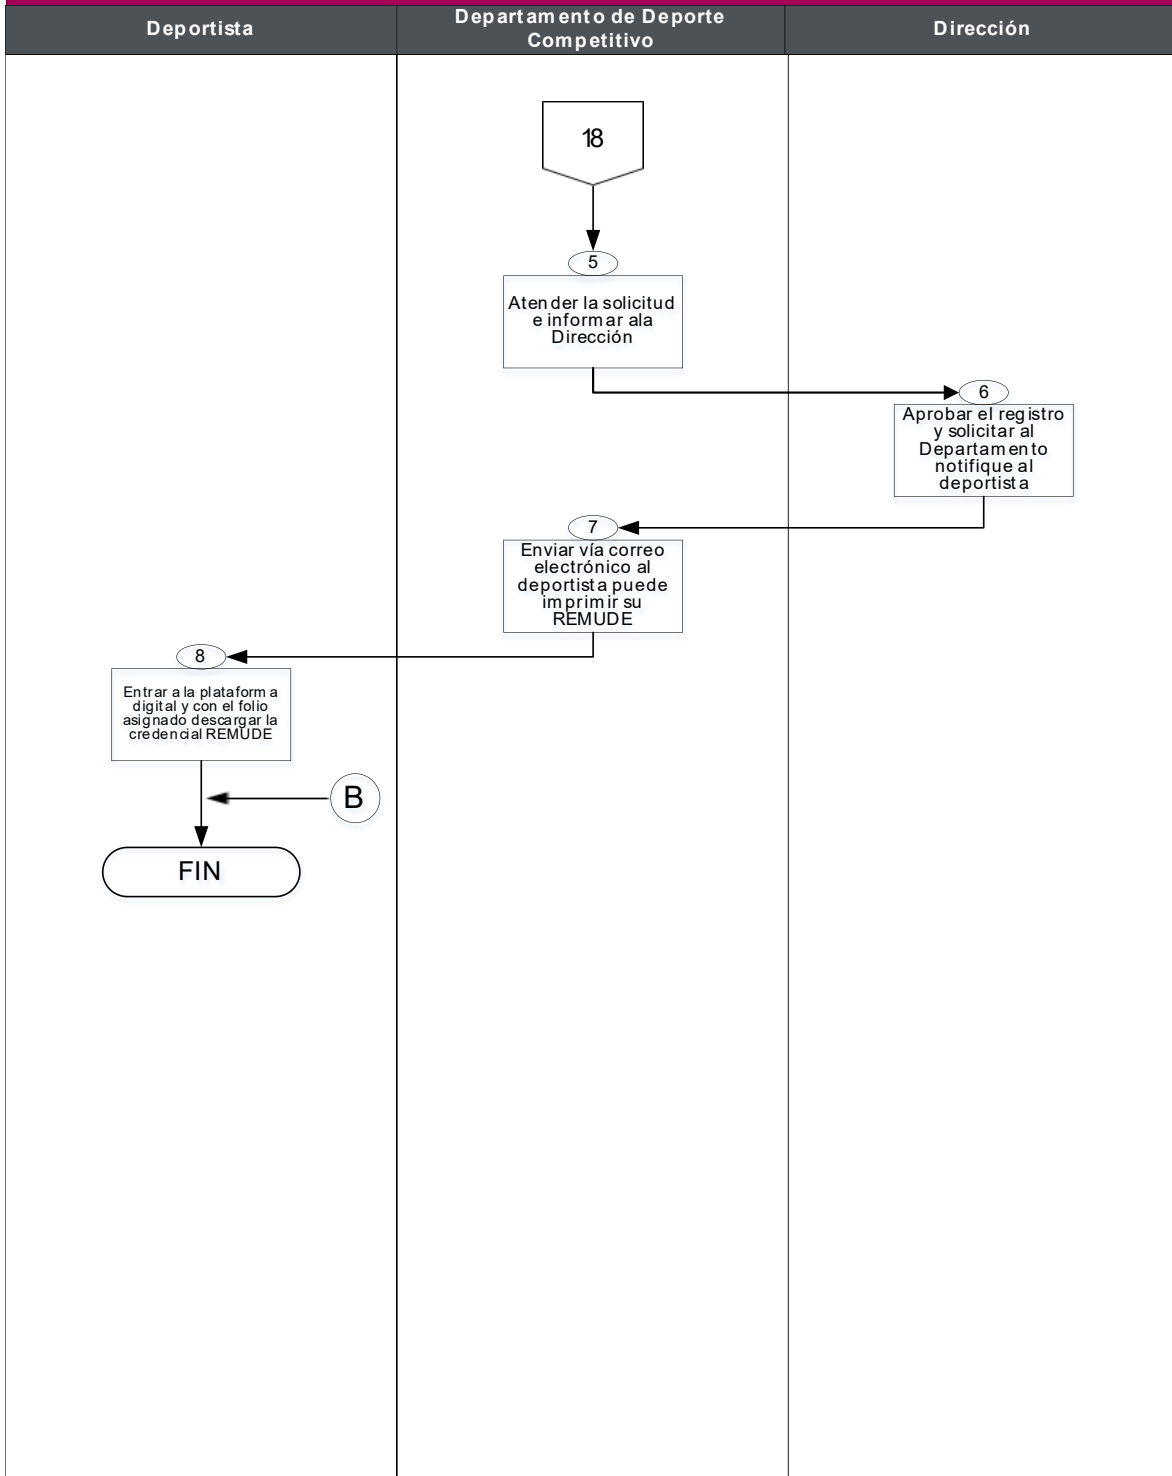 Deportista
Departamento de Deporte
Competitivo
Dirección
18
5
Atender la solicitud
e informar ala
Dirección
6
Aprobar el registro
y solicitar al
Departamento
notifique al
deportista
7
Enviar vía correo
electrónico al
deportista puede
imprimir su
REMUDE
8
Entrar a la plataforma
digital y con el folio
asignado descargar la
credencial REMUDE
B
FIN